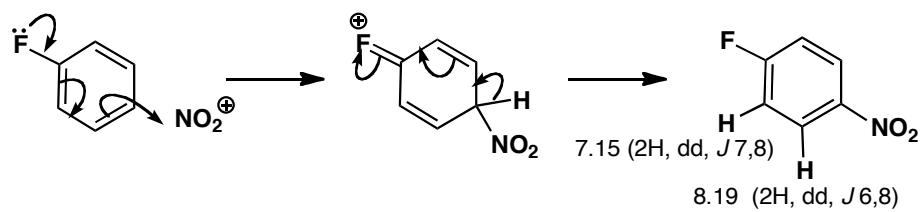 F
NO2⊕
⊕
F
H
NO2
F
H
NO2
7.15 (2H, dd, J 7,8)
H
8.19 (2H, dd, J 6,8)